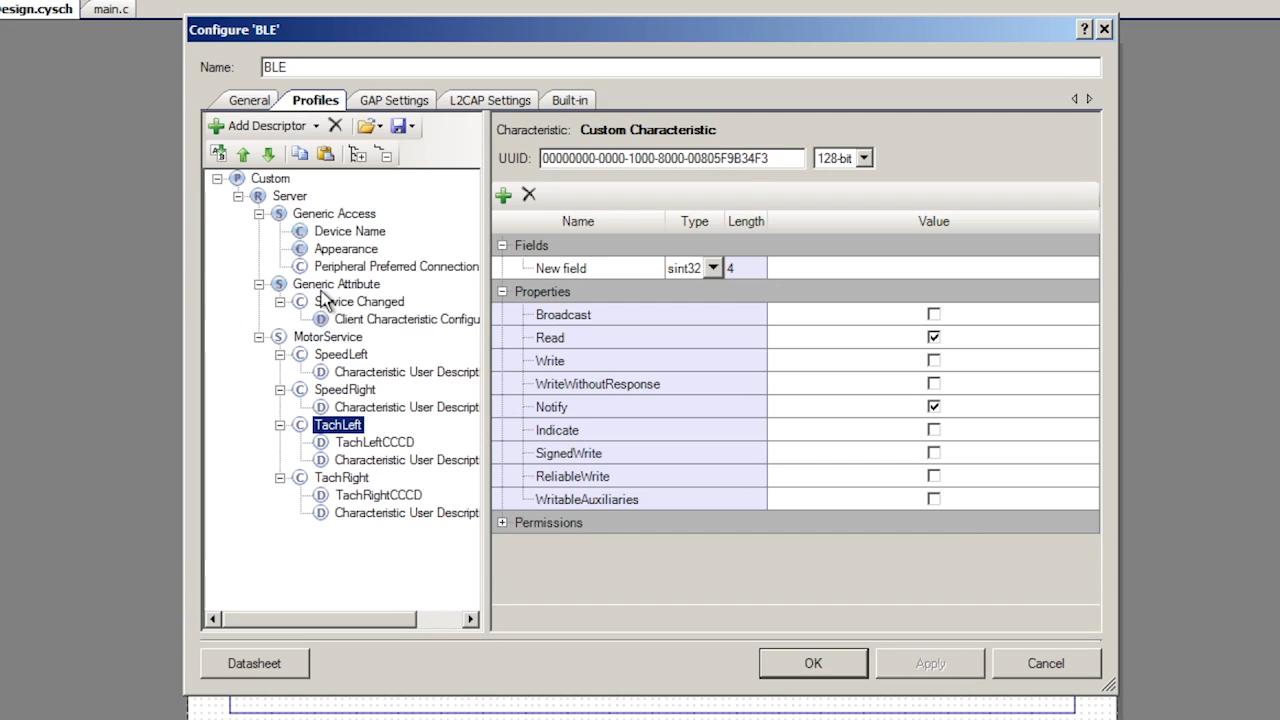 esign.cysch
main.c
Configure 'BLE'
Name: BLE
General Profiles GAP Settings L2CAP Settings Built-in
Add Descriptor
Custom
Server
Generic Access
Device Name
Appearance
Peripheral Preferred Connection
Generic Attribute
Service Changed
Client Characteristic Configu
MotorService
SpeedLeft
Characteristic User Descript
SpeedRight
Characteristic User Descript
TachLeft
TachLeftCCCD
Characteristic User Descript
TachRight
TachRightCCCD
Characteristic User Descript
Characteristic: Custom Characteristic
UUID: 00000000-0000-1000-8000-00805F9B34F3 128-bit
Name Type Length Value
Fields
New field sint32 4
Properties
Broadcast
Read
Write
WriteWithoutResponse
Notify
Indicate
SignedWrite
ReliableWrite
WritableAuxiliaries
Permissions
Datasheet
OK
Apply
Cancel